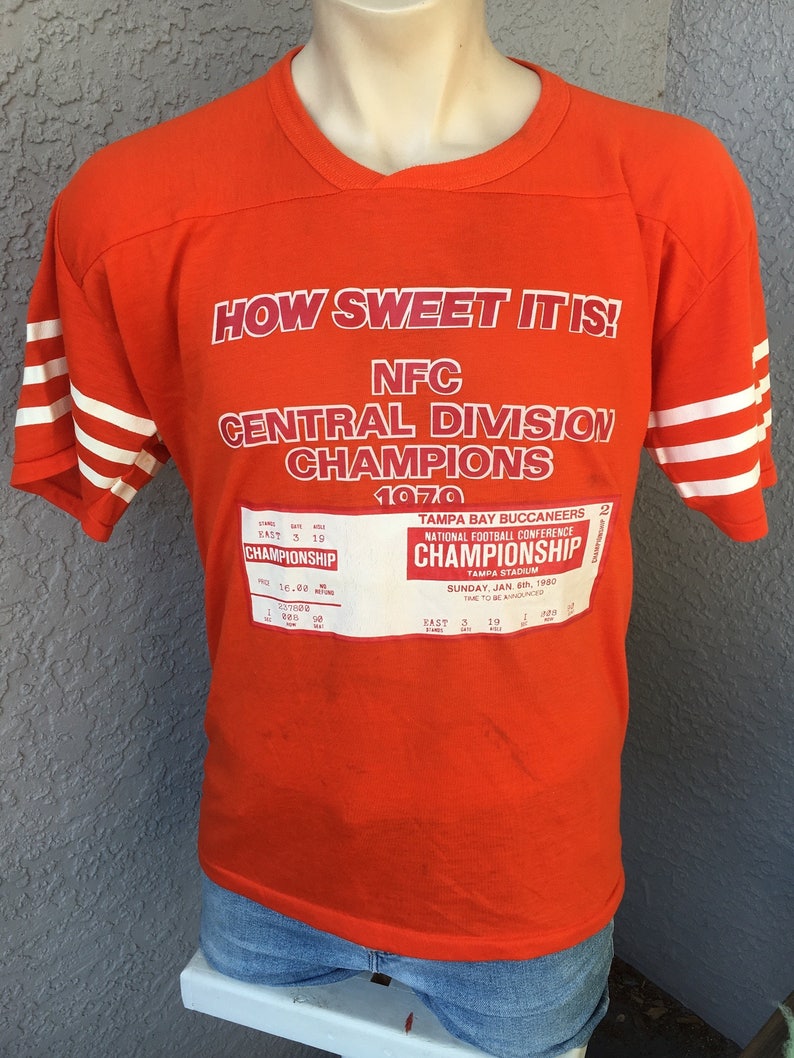 HOW SWEET IT IS!
NFC
CENTRAL DIVISION
CHAMPIONS
1979
STANDS GATE AISLE
EAST 3 19
CHAMPIONSHIP
PRICE 16.00 NO REFUND
237800
I 008 90
SEC ROW SEAT
TAMPA BAY BUCCANEERS
NATIONAL FOOTBALL CONFERENCE
CHAMPIONSHIP
TAMPA STADIUM
SUNDAY, JAN. 6th, 1980
TIME TO BE ANNOUNCED
EAST 3 19 I 008 90
STANDS GATE AISLE SEC ROW
CHAMPIONSHIP 2